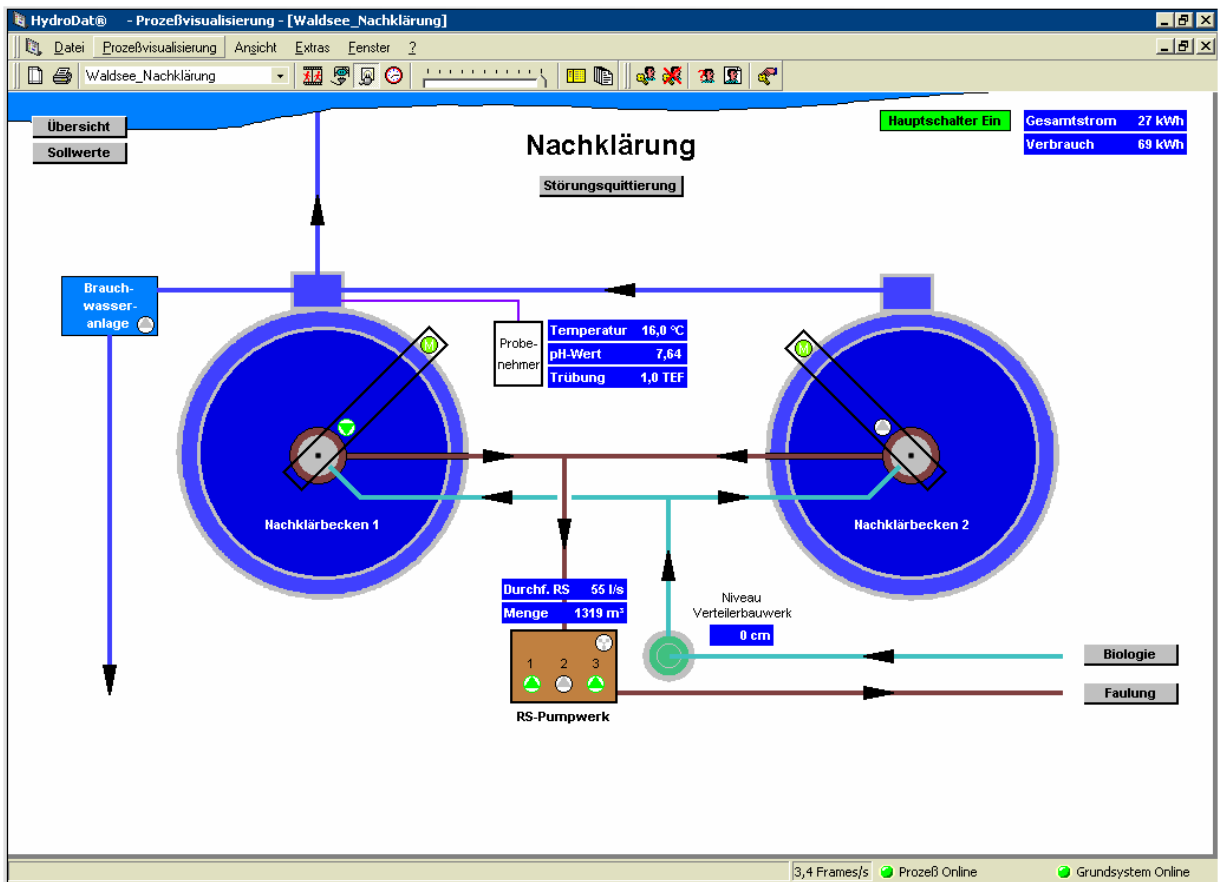 HydroDat® - Prozeßvisualisierung - [Waldsee_Nachklärung]
Datei Prozeßvisualisierung Ansicht Extras Fenster ?
Waldsee_Nachklärung
Übersicht
Sollwerte
Nachklärung
Störungsquittierung
Hauptschalter Ein
Gesamtstrom 27 kWh
Verbrauch 69 kWh
Brauch-
wasser-
anlage
Probe-
nehmer
Temperatur 16,0 °C
pH-Wert 7,64
Trübung 1,0 TEF
M
M
Nachklärbecken 1
Nachklärbecken 2
Durchf. RS 55 l/s
Menge 1319 m³
Niveau
Verteilerbauwerk
0 cm
1 2 3
RS-Pumpwerk
Biologie
Faulung
3,4 Frames/s Prozeß Online Grundsystem Online